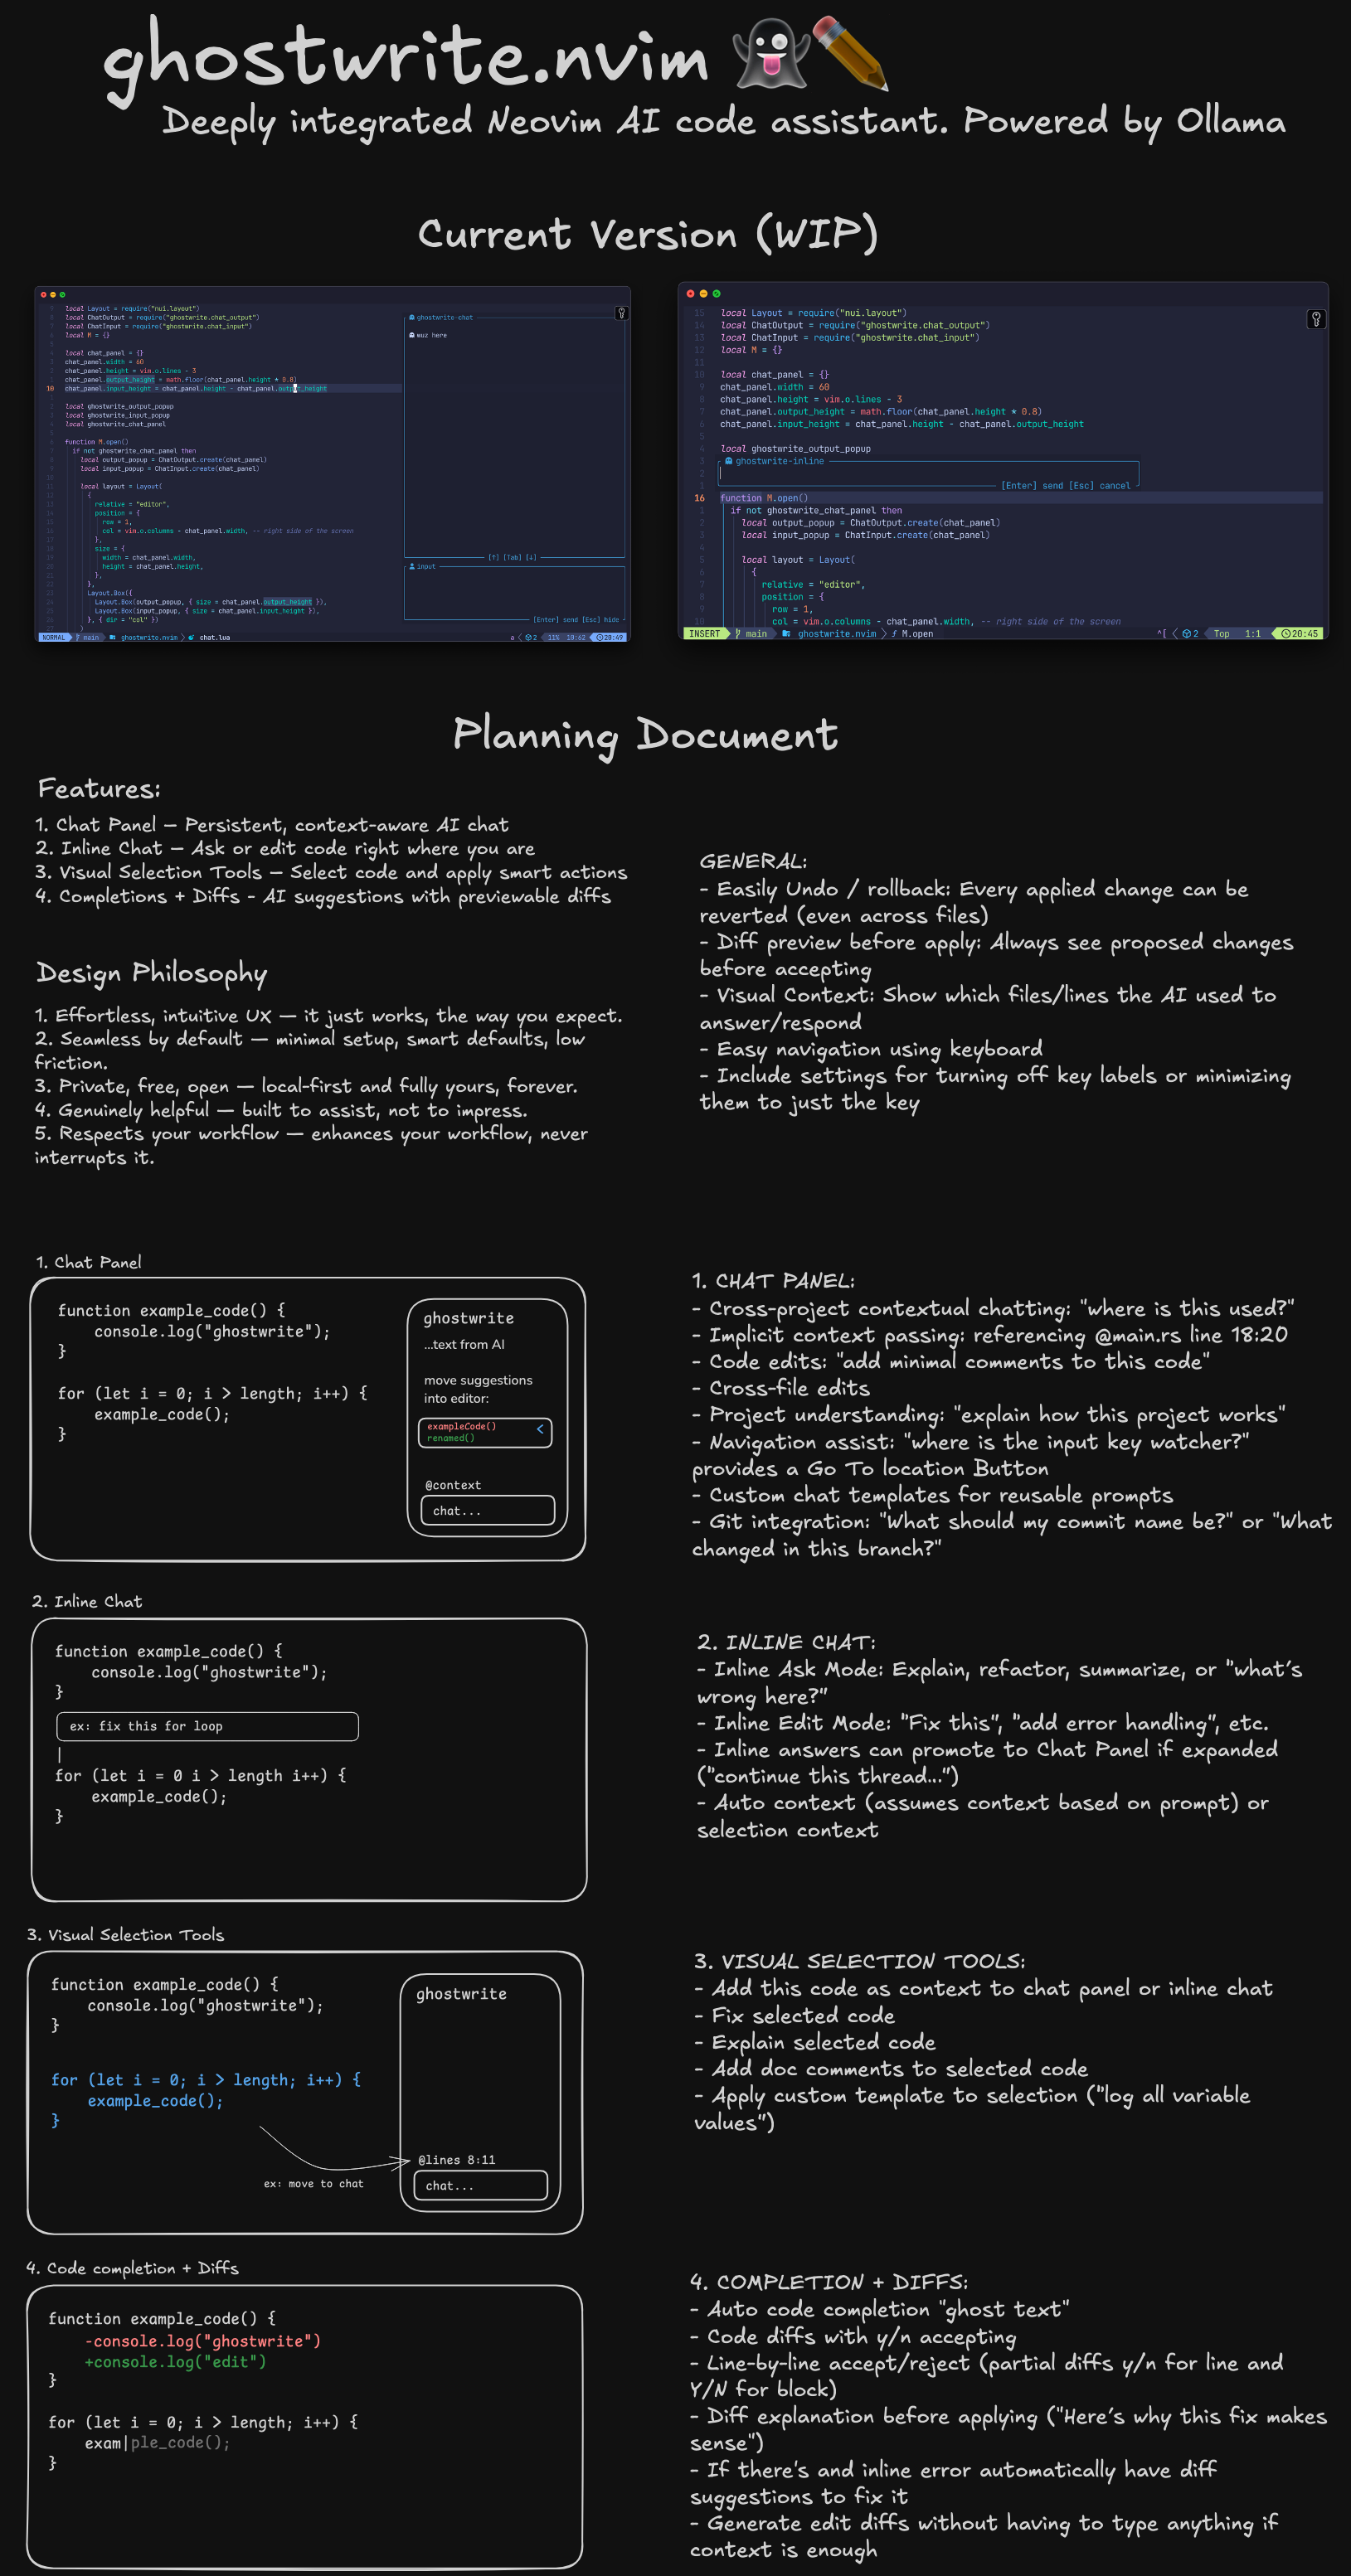 ghostwrite.nvim
Deeply integrated Neovim AI code assistant. Powered by Ollama
Current Version (WIP)
local Layout = require("nui.layout")
local ChatOutput = require("ghostwrite.chat_output")
local ChatInput = require("ghostwrite.chat_input")
local M = {}
local chat_panel = {}
chat_panel.width = 60
chat_panel.height = vim.o.lines - 3
chat_panel.output_height = math.floor(chat_panel.height * 0.8)
10 chat_panel.input_height = chat_panel.height - chat_panel.output_height
local ghostwrite_output_popup
local ghostwrite_input_popup
local ghostwrite_chat_panel
function M.open()
if not ghostwrite_chat_panel then
local output_popup = ChatOutput.create(chat_panel)
local input_popup = ChatInput.create(chat_panel)
local layout = Layout(
{
relative = "editor",
position = {
row = 1,
col = vim.o.columns - chat_panel.width, -- right side of the screen
},
size = {
width = chat_panel.width,
height = chat_panel.height,
},
},
Layout.Box({
Layout.Box(output_popup, { size = chat_panel.output_height }),
Layout.Box(input_popup, { size = chat_panel.input_height }),
}, { dir = "col" })
)
ghostwrite-chat
wuz here
[↑] [Tab] [↓]
input
[Enter] send [Esc] hide
NORMAL main ghostwrite.nvim chat.lua 2 11% 10:62 20:49
15 local Layout = require("nui.layout")
14 local ChatOutput = require("ghostwrite.chat_output")
13 local ChatInput = require("ghostwrite.chat_input")
12 local M = {}
11
10 local chat_panel = {}
9 chat_panel.width = 60
8 chat_panel.height = vim.o.lines - 3
7 chat_panel.output_height = math.floor(chat_panel.height * 0.8)
6 chat_panel.input_height = chat_panel.height - chat_panel.output_height
5
4 local ghostwrite_output_popup
3 ghostwrite-inline
2
1 [Enter] send [Esc] cancel
16 function M.open()
1 if not ghostwrite_chat_panel then
2 local output_popup = ChatOutput.create(chat_panel)
3 local input_popup = ChatInput.create(chat_panel)
4
5 local layout = Layout(
6 {
7 relative = "editor",
8 position = {
9 row = 1,
10 col = vim.o.columns - chat_panel.width, -- right side of the screen
INSERT main ghostwrite.nvim M.open ^[ 2 Top 1:1 20:45
Planning Document
Features:
1. Chat Panel — Persistent, context-aware AI chat
2. Inline Chat — Ask or edit code right where you are
3. Visual Selection Tools — Select code and apply smart actions
4. Completions + Diffs - AI suggestions with previewable diffs
Design Philosophy
1. Effortless, intuitive UX — it just works, the way you expect.
2. Seamless by default — minimal setup, smart defaults, low
friction.
3. Private, free, open — local-first and fully yours, forever.
4. Genuinely helpful — built to assist, not to impress.
5. Respects your workflow — enhances your workflow, never
interrupts it.
GENERAL:
- Easily Undo / rollback: Every applied change can be
reverted (even across files)
- Diff preview before apply: Always see proposed changes
before accepting
- Visual Context: Show which files/lines the AI used to
answer/respond
- Easy navigation using keyboard
- Include settings for turning off key labels or minimizing
them to just the key
1. Chat Panel
function example_code() {
console.log("ghostwrite");
}
for (let i = 0; i > length; i++) {
example_code();
}
ghostwrite
...text from AI
move suggestions
into editor:
exampleCode() <
renamed()
@context
chat...
1. CHAT PANEL:
- Cross-project contextual chatting: "where is this used?"
- Implicit context passing: referencing @main.rs line 18:20
- Code edits: "add minimal comments to this code"
- Cross-file edits
- Project understanding: "explain how this project works"
- Navigation assist: "where is the input key watcher?"
provides a Go To location Button
- Custom chat templates for reusable prompts
- Git integration: "What should my commit name be?" or "What
changed in this branch?"
2. Inline Chat
function example_code() {
console.log("ghostwrite");
}
ex: fix this for loop
|
for (let i = 0 i > length i++) {
example_code();
}
2. INLINE CHAT:
- Inline Ask Mode: Explain, refactor, summarize, or "what's
wrong here?"
- Inline Edit Mode: "Fix this", "add error handling", etc.
- Inline answers can promote to Chat Panel if expanded
("continue this thread...")
- Auto context (assumes context based on prompt) or
selection context
3. Visual Selection Tools
function example_code() {
console.log("ghostwrite");
}
for (let i = 0; i > length; i++) {
example_code();
}
ex: move to chat
ghostwrite
@lines 8:11
chat...
3. VISUAL SELECTION TOOLS:
- Add this code as context to chat panel or inline chat
- Fix selected code
- Explain selected code
- Add doc comments to selected code
- Apply custom template to selection ("log all variable
values")
4. Code completion + Diffs
function example_code() {
-console.log("ghostwrite")
+console.log("edit")
}
for (let i = 0; i > length; i++) {
exam|ple_code();
}
4. COMPLETION + DIFFS:
- Auto code completion "ghost text"
- Code diffs with y/n accepting
- Line-by-line accept/reject (partial diffs y/n for line and
Y/N for block)
- Diff explanation before applying ("Here's why this fix makes
sense")
- If there's and inline error automatically have diff
suggestions to fix it
- Generate edit diffs without having to type anything if
context is enough